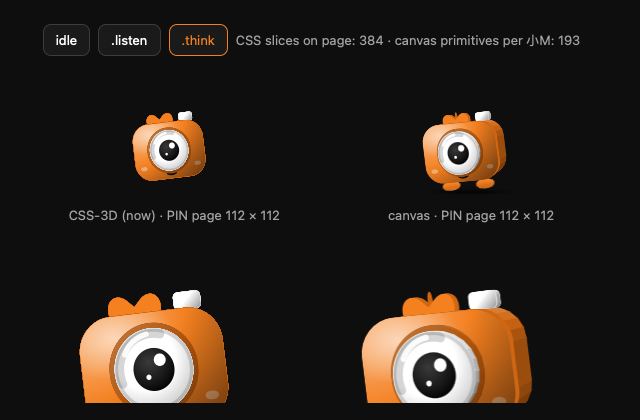 idle .listen .think CSS slices on page: 384 · canvas primitives per 小M: 193
CSS-3D (now) · PIN page 112 × 112
canvas · PIN page 112 × 112